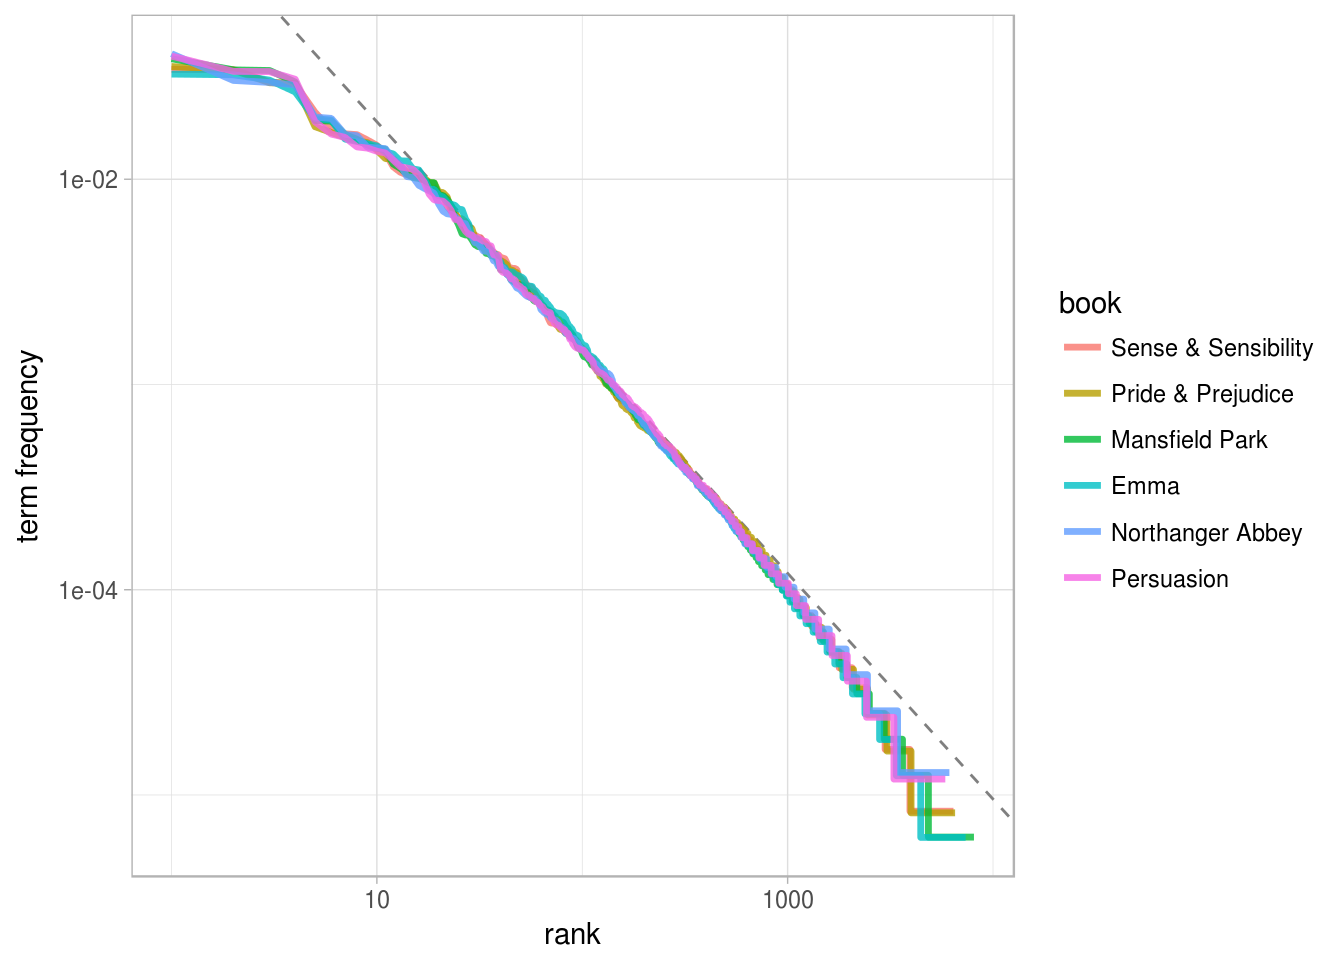 term frequency
1e-02
1e-04
10
1000
rank
book
Sense & Sensibility
Pride & Prejudice
Mansfield Park
Emma
Northanger Abbey
Persuasion